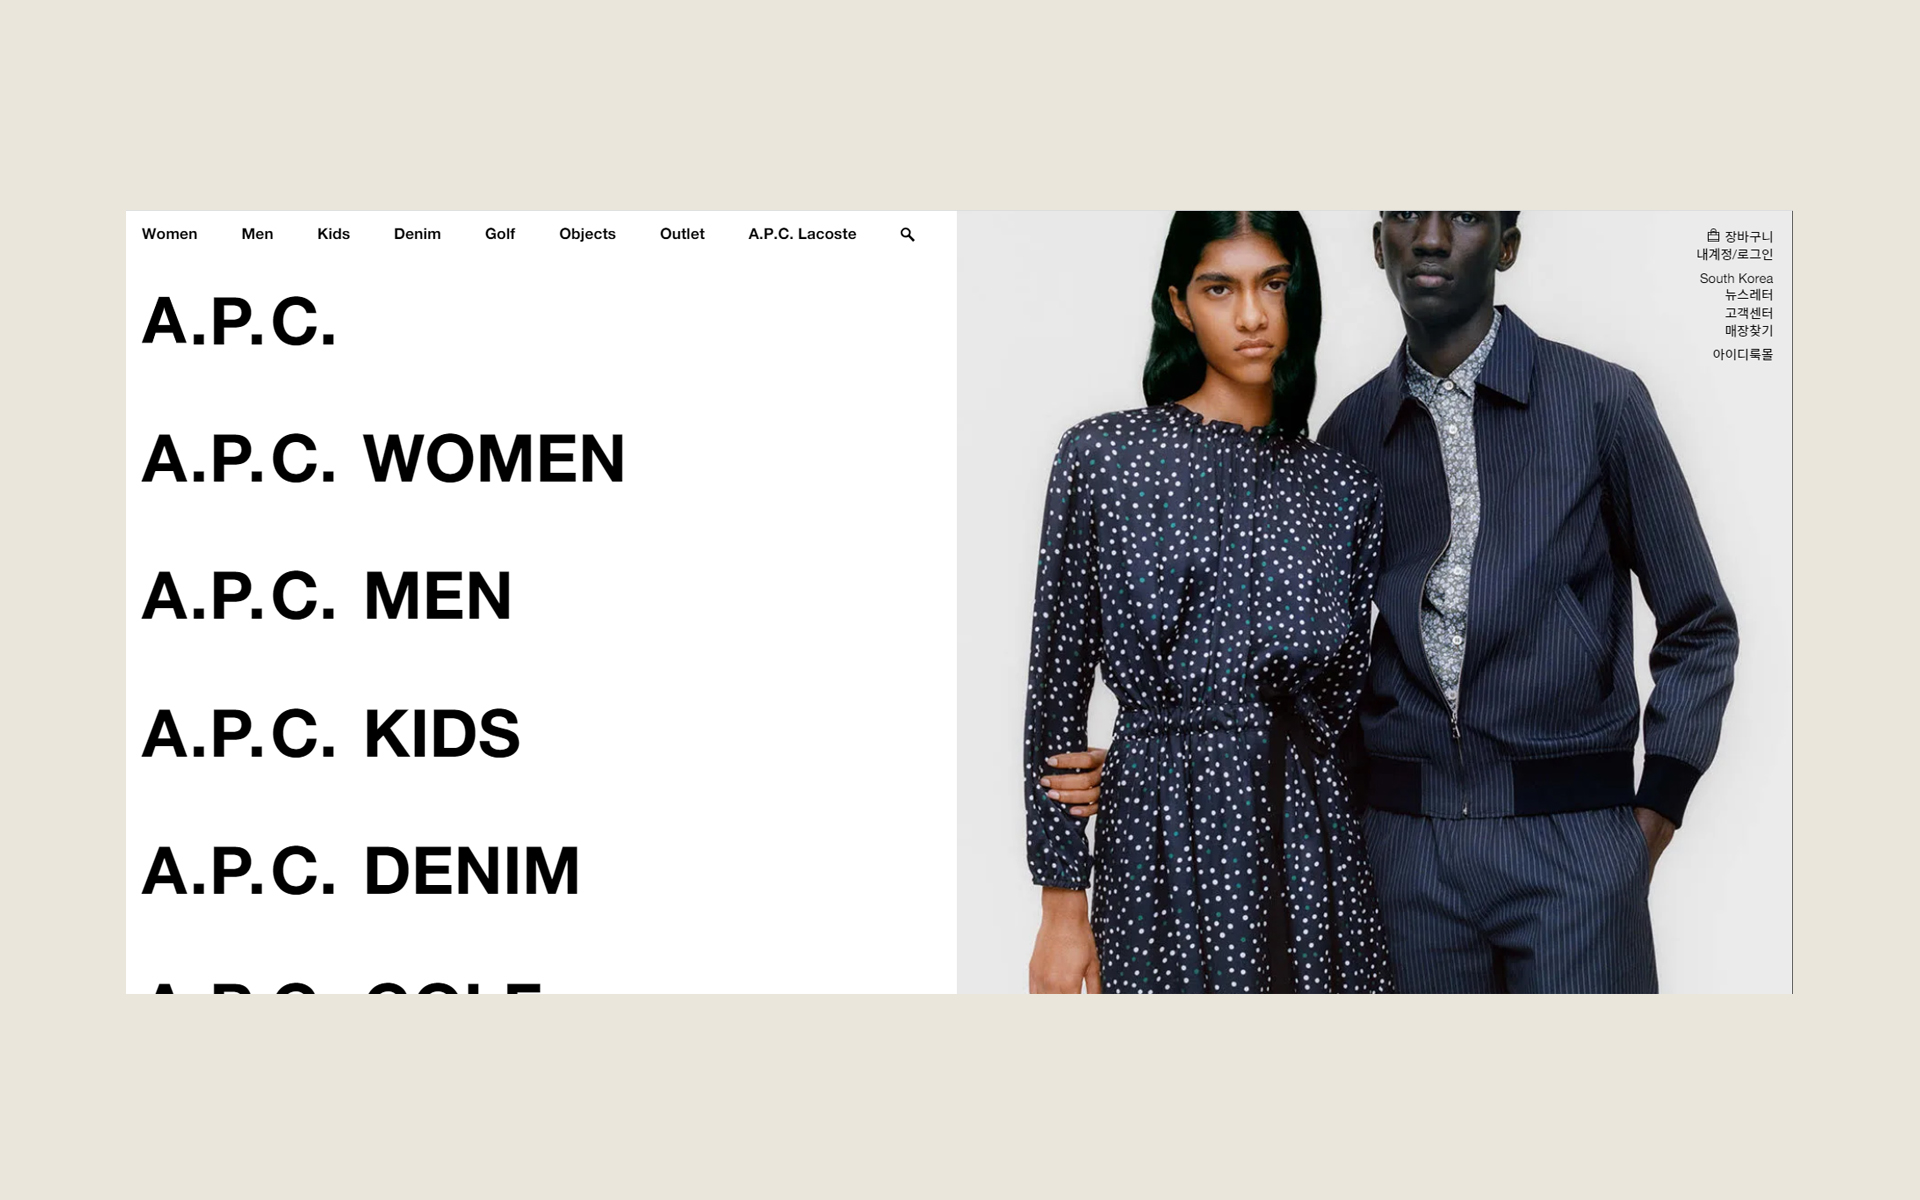 Women Men Kids Denim Golf Objects Outlet A.P.C. Lacoste
A.P.C.
A.P.C. WOMEN
A.P.C. MEN
A.P.C. KIDS
A.P.C. DENIM
A.P.C. GOLF
장바구니
내계정/로그인
South Korea
뉴스레터
고객센터
매장찾기
아이디룩몰